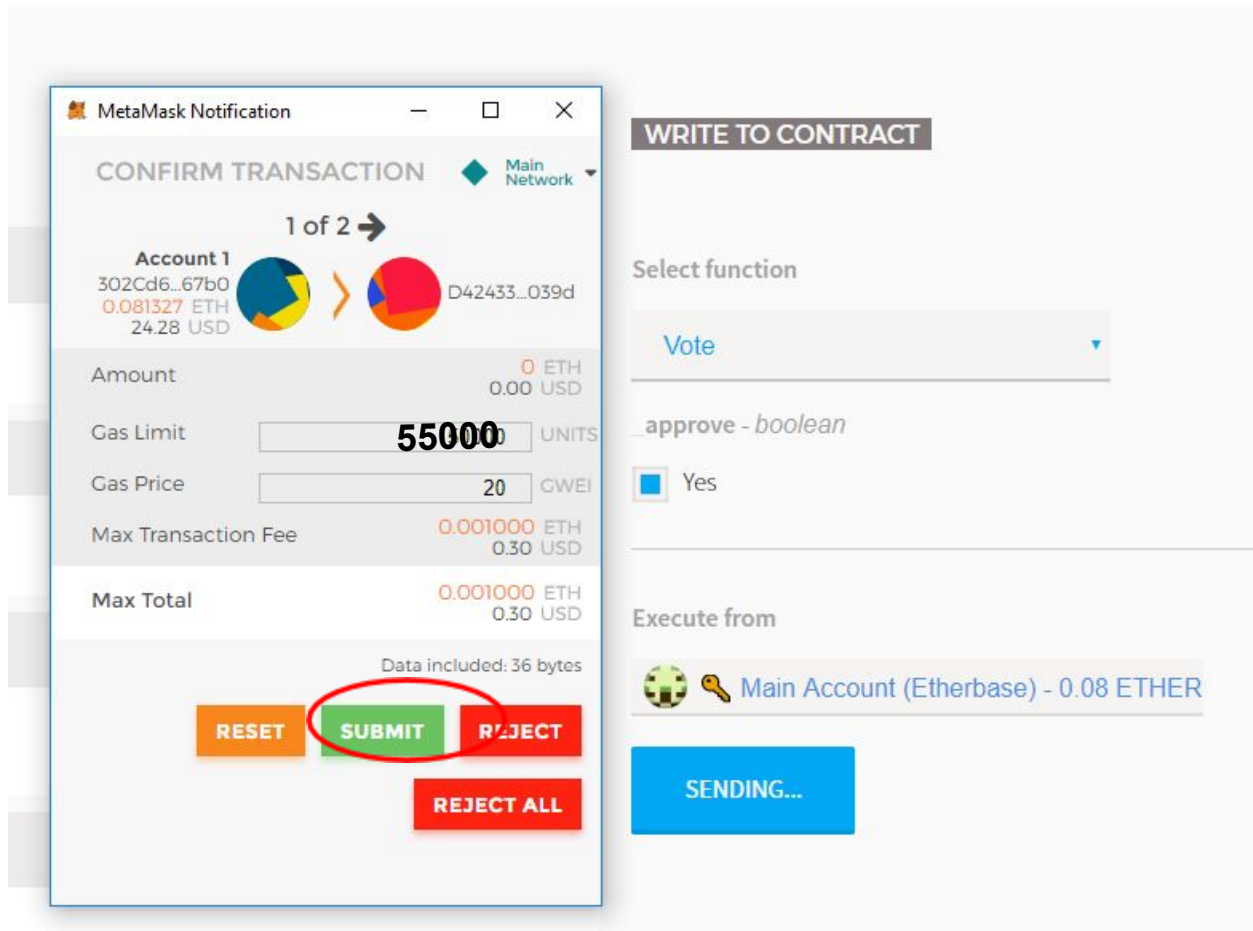 MetaMask Notification
CONFIRM TRANSACTION
Main
Network
1 of 2
Account 1
302Cd6...67b0
0.081327 ETH
24.28 USD
D42433...039d
Amount
0 ETH
0.00 USD
Gas Limit
55000
UNITS
Gas Price
20 GWEI
Max Transaction Fee
0.001000 ETH
0.30 USD
Max Total
0.001000 ETH
0.30 USD
Data included: 36 bytes
RESET
SUBMIT
REJECT
REJECT ALL
WRITE TO CONTRACT
Select function
Vote
_approve - boolean
Yes
Execute from
Main Account (Etherbase) - 0.08 ETHER
SENDING...